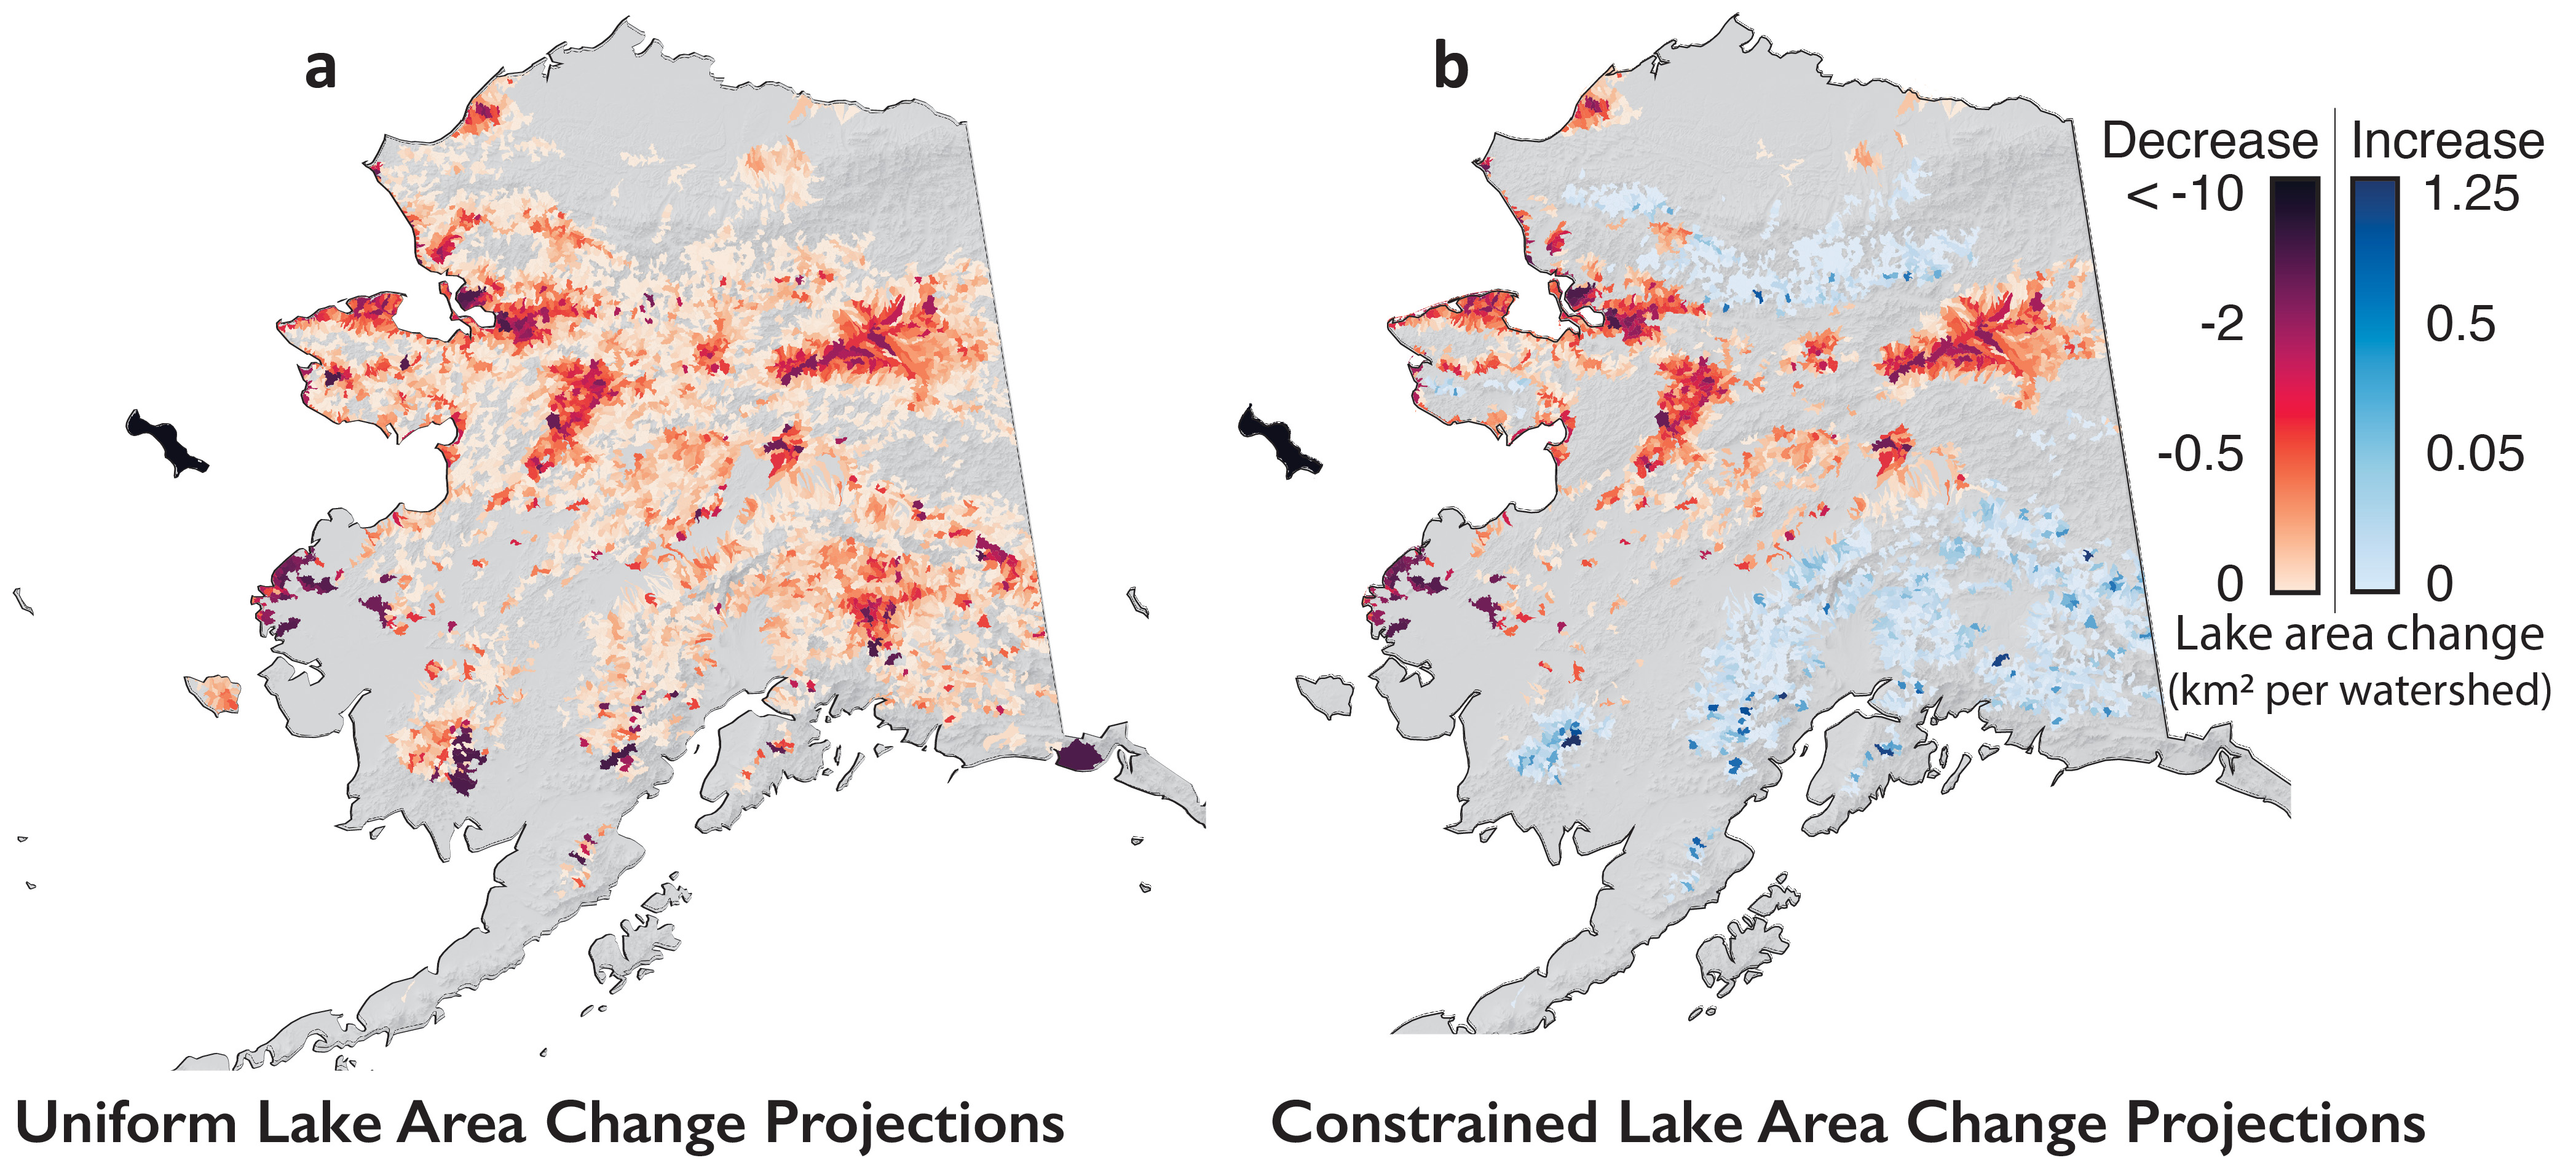 a
b
Decrease
Increase
< -10
1.25
-2
0.5
-0.5
0.05
0
0
Lake area change
(km² per watershed)
Uniform Lake Area Change Projections
Constrained Lake Area Change Projections